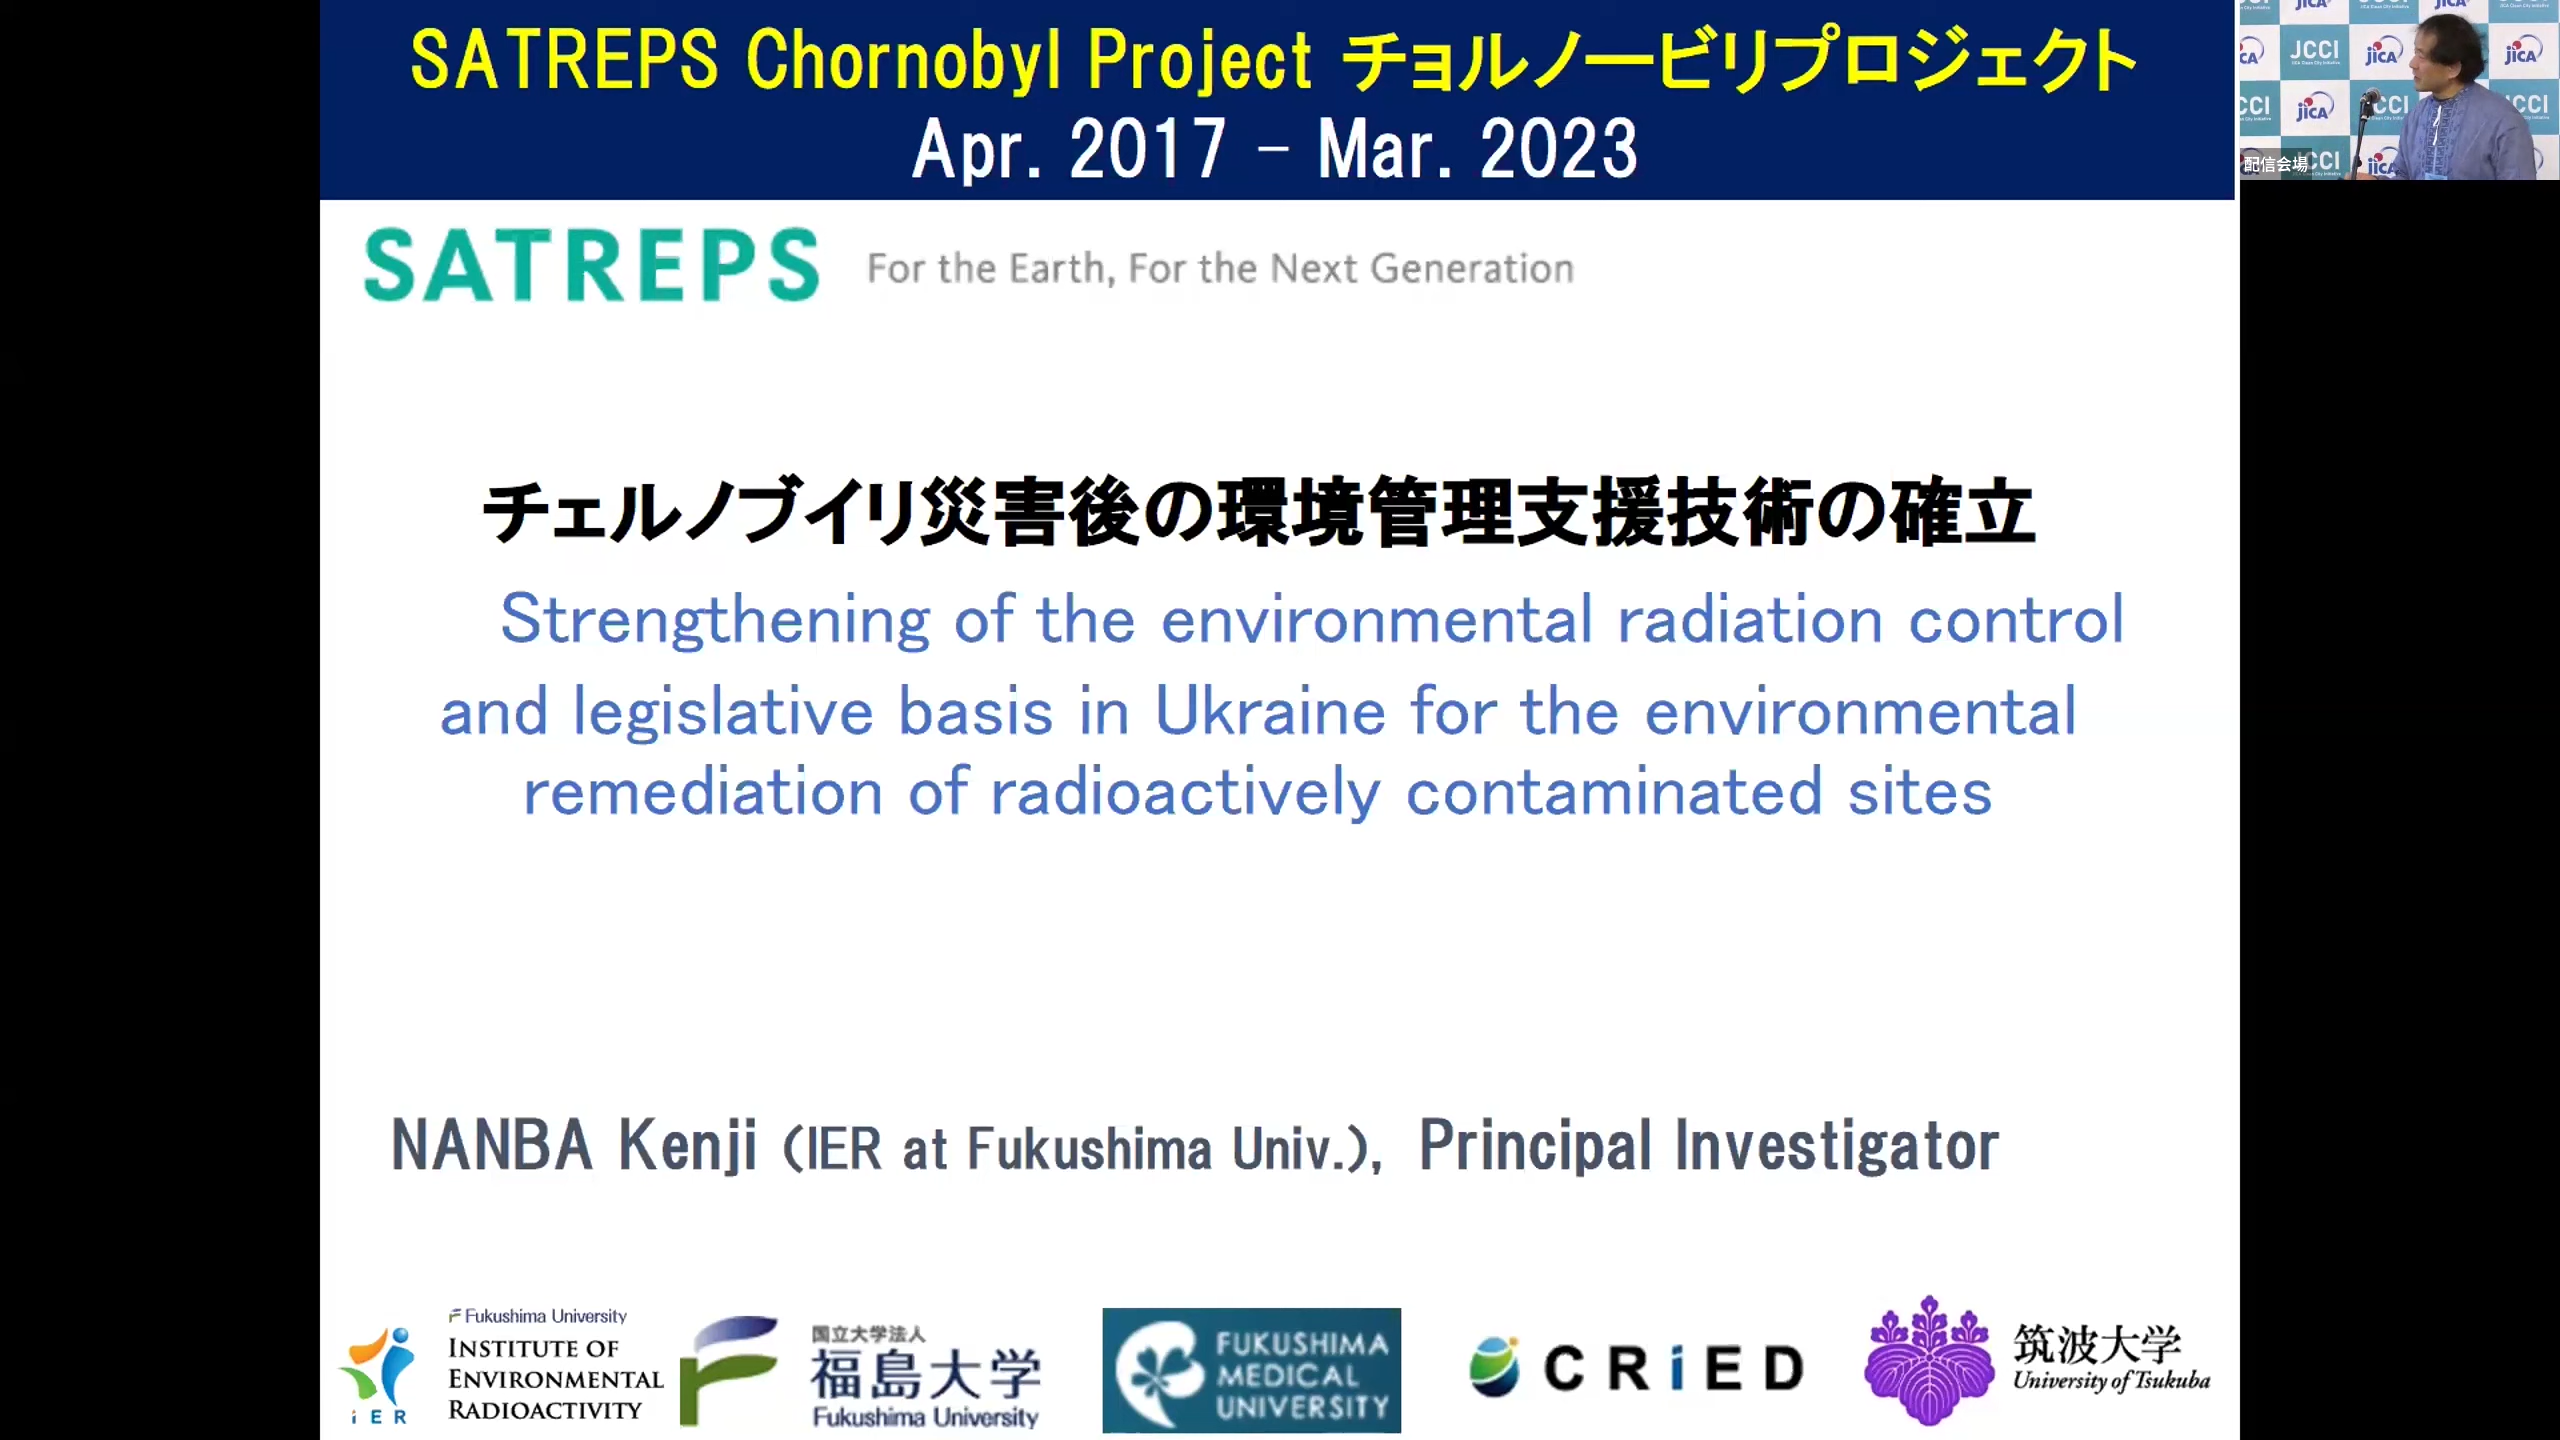 SATREPS Chornobyl Project チョルノービリプロジェクト
Apr. 2017 – Mar. 2023
SATREPS For the Earth, For the Next Generation
チェルノブイリ災害後の環境管理支援技術の確立
Strengthening of the environmental radiation control
and legislative basis in Ukraine for the environmental
remediation of radioactively contaminated sites
NANBA Kenji (IER at Fukushima Univ.), Principal Investigator
iER
Fukushima University
INSTITUTE OF
ENVIRONMENTAL
RADIOACTIVITY
国立大学法人
福島大学
Fukushima University
FUKUSHIMA
MEDICAL
UNIVERSITY
CRiED
筑波大学
University of Tsukuba
JCCI
JICA
JICA
JICA
配信会場